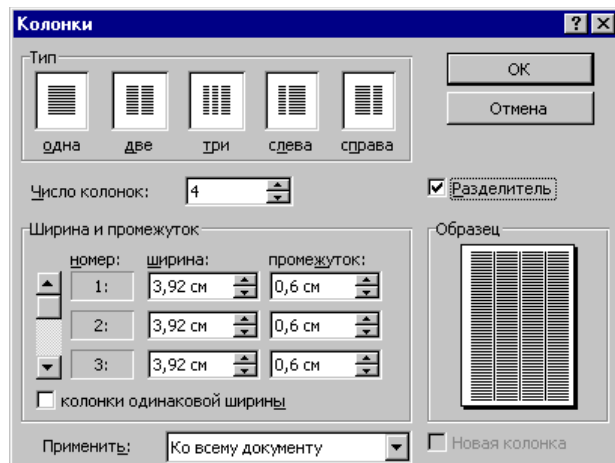 Колонки
Тип
одна две три слева справа
ОК
Отмена
Число колонок: 4
Разделитель
Ширина и промежуток
номер: ширина: промежуток:
1: 3,92 см 0,6 см
2: 3,92 см 0,6 см
3: 3,92 см 0,6 см
колонки одинаковой ширины
Образец
Применить: Ко всему документу
Новая колонка